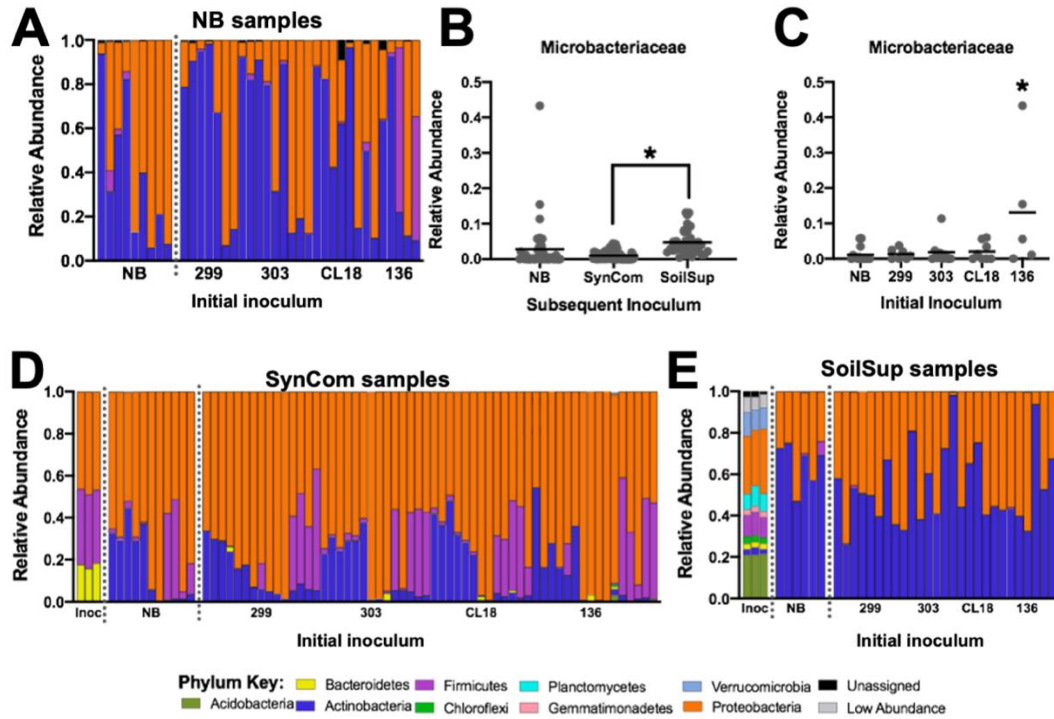 A
NB samples
Relative Abundance
1.0
0.8
0.6
0.4
0.2
0.0
NB 299 303 CL18 136
Initial inoculum
B
Microbacteriaceae
Relative Abundance
0.5
0.4
0.3
0.2
0.1
0.0
*
NB SynCom SoilSup
Subsequent Inoculum
C
Microbacteriaceae
Relative Abundance
0.5
0.4
0.3
0.2
0.1
0.0
*
NB 299 303 CL18 136
Initial Inoculum
D
SynCom samples
Relative Abundance
1.0
0.8
0.6
0.4
0.2
0.0
Inoc NB 299 303 CL18 136
Initial inoculum
E
SoilSup samples
Relative Abundance
1.0
0.8
0.6
0.4
0.2
0.0
Inoc NB 299 303 CL18 136
Initial inoculum
Phylum Key:
Bacteroidetes Firmicutes Planctomycetes Verrucomicrobia Unassigned
Acidobacteria Actinobacteria Chloroflexi Gemmatimonadetes Proteobacteria Low Abundance